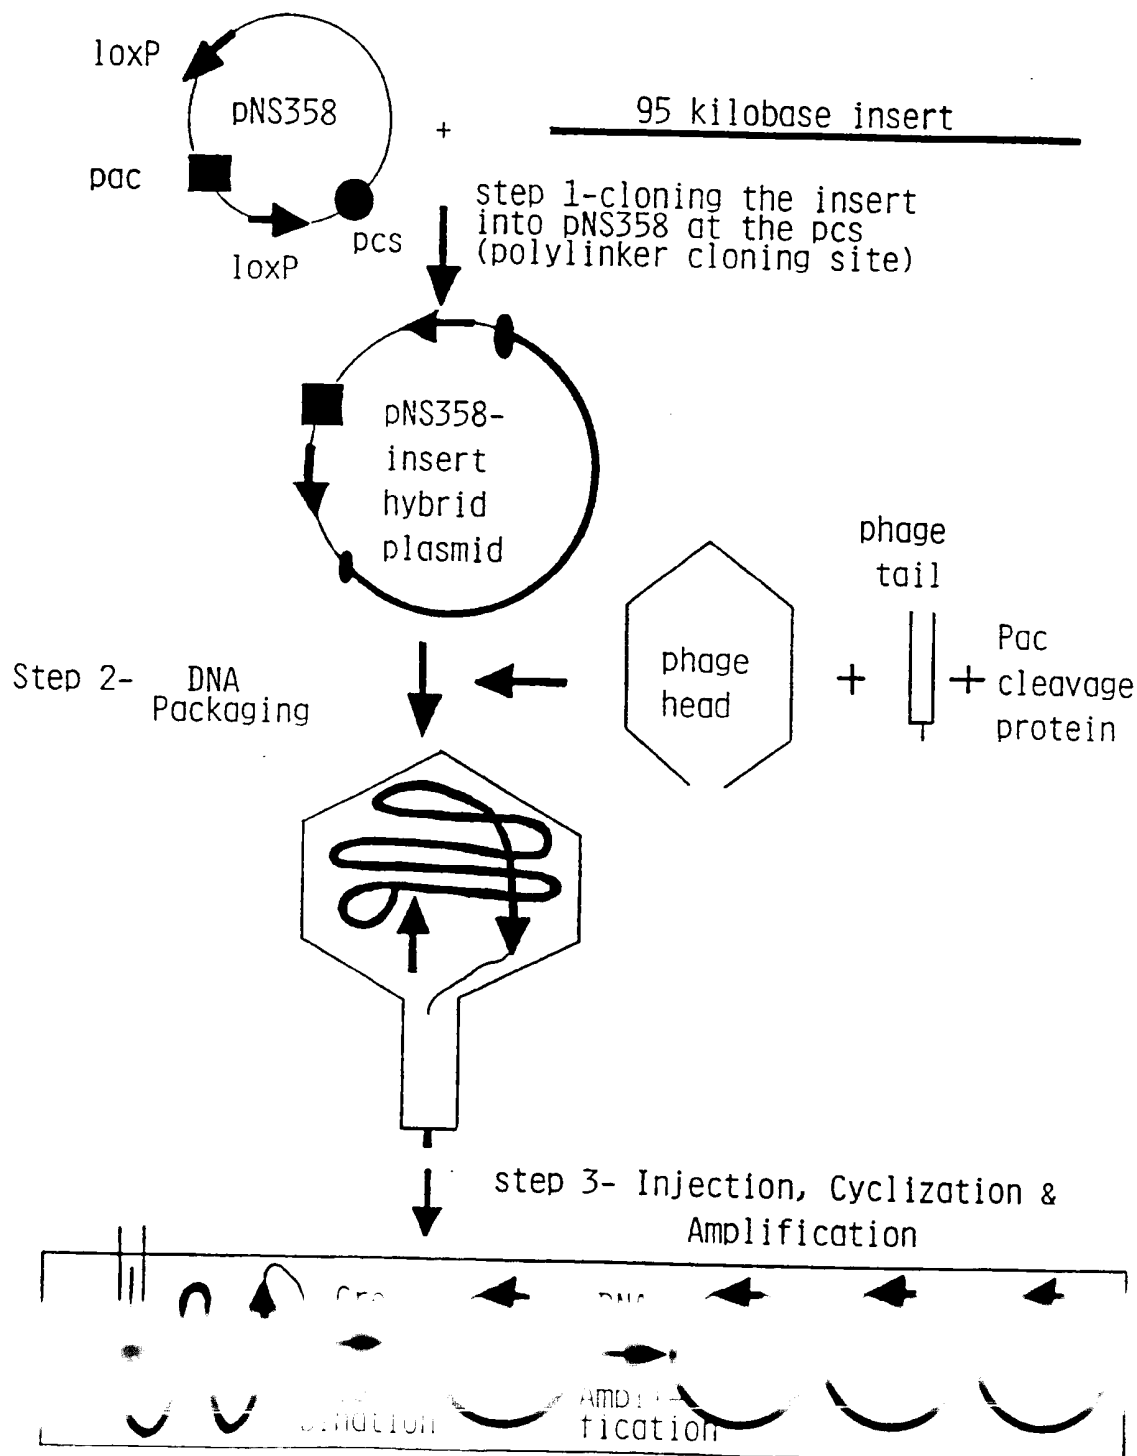 loxP
pNS358
pac
loxP
pcs
+
95 kilobase insert
step 1-cloning the insert
into pNS358 at the pcs
(polylinker cloning site)
pNS358-
insert
hybrid
plasmid
phage
tail
phage
head
+
+
Pac
cleavage
protein
Step 2- DNA
Packaging
step 3- Injection, Cyclization &
Amplification
Cre
DNA
fication